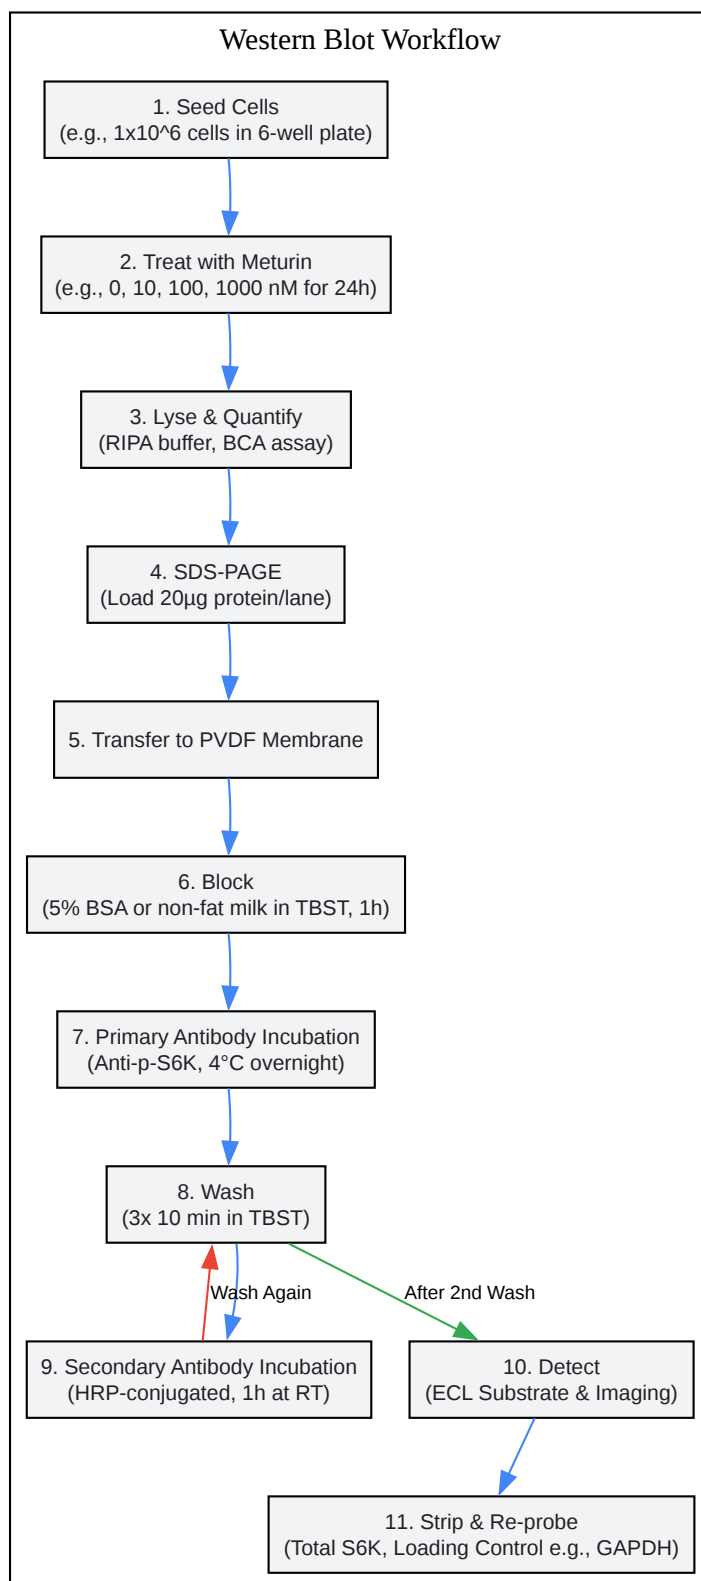 Western Blot Workflow
1. Seed Cells
(e.g., 1x10^6 cells in 6-well plate)
2. Treat with Meturin
(e.g., 0, 10, 100, 1000 nM for 24h)
3. Lyse & Quantify
(RIPA buffer, BCA assay)
4. SDS-PAGE
(Load 20µg protein/lane)
5. Transfer to PVDF Membrane
6. Block
(5% BSA or non-fat milk in TBST, 1h)
7. Primary Antibody Incubation
(Anti-p-S6K, 4°C overnight)
8. Wash
(3x 10 min in TBST)
Wash Again
After 2nd Wash
9. Secondary Antibody Incubation
(HRP-conjugated, 1h at RT)
10. Detect
(ECL Substrate & Imaging)
11. Strip & Re-probe
(Total S6K, Loading Control e.g., GAPDH)